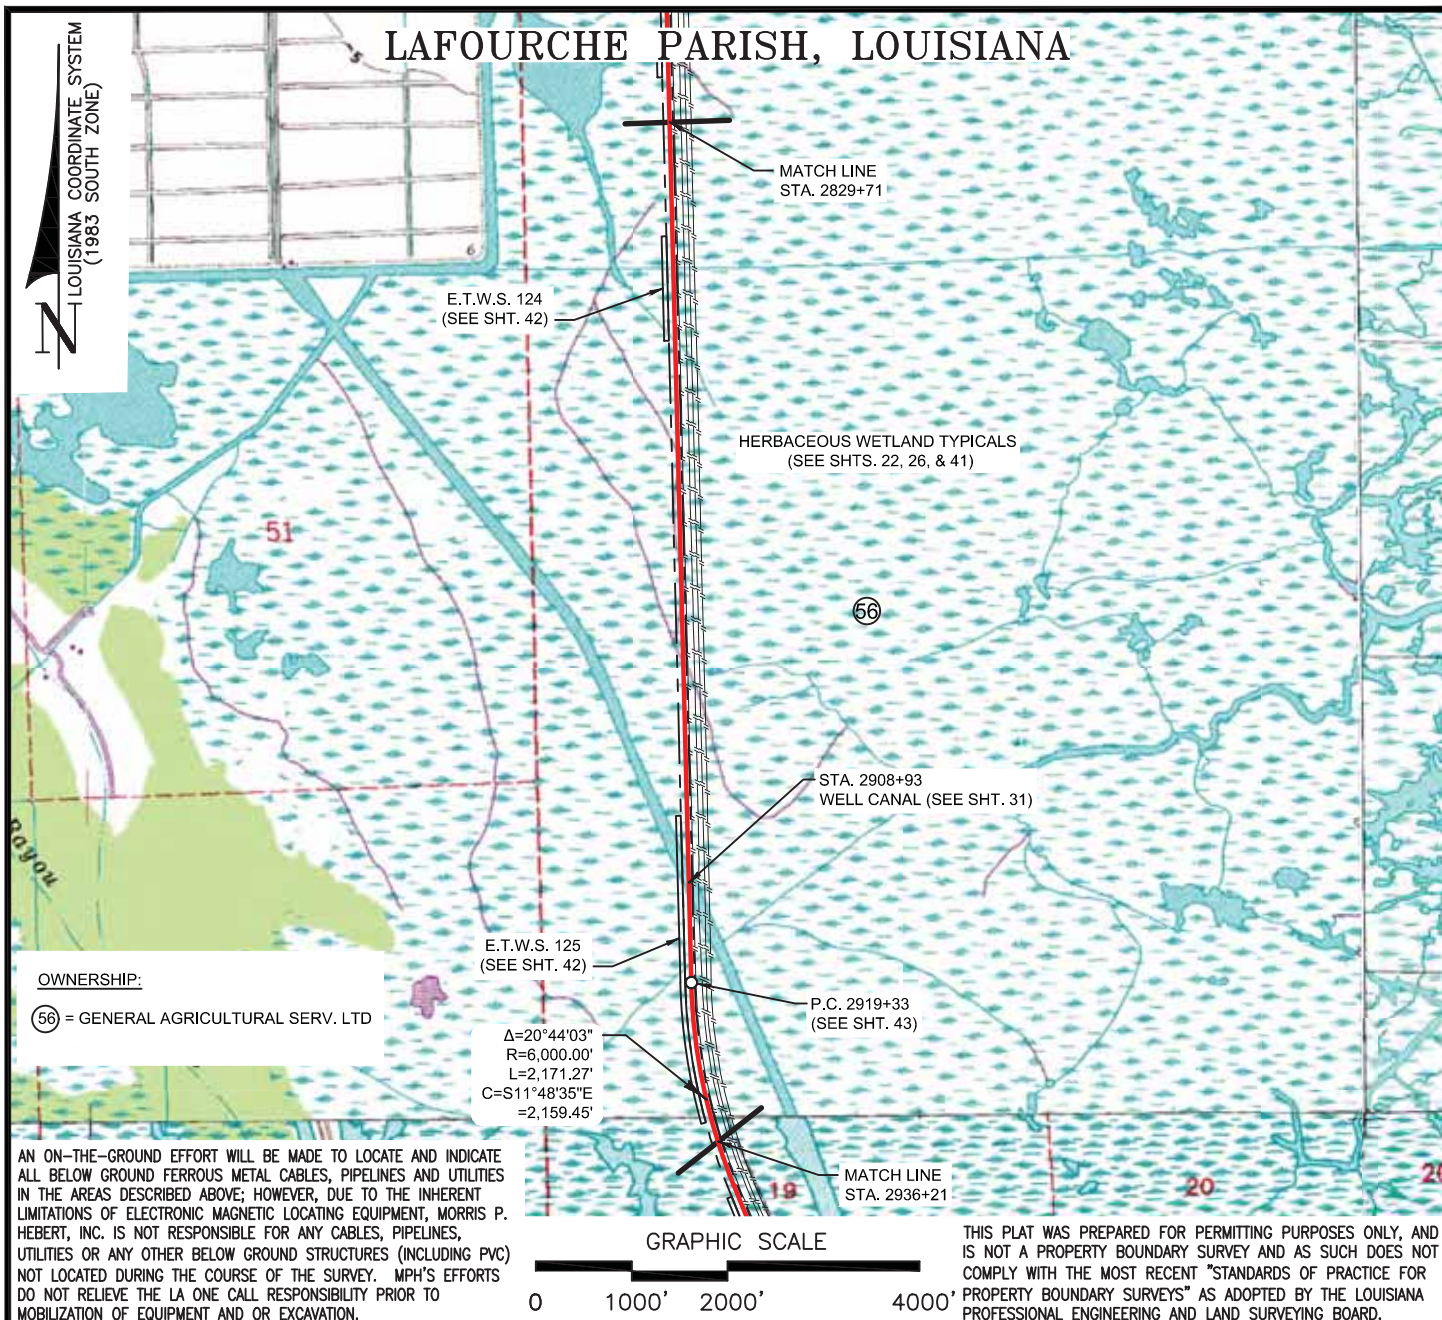 LAFOURCHE PARISH, LOUISIANA
LOUISIANA COORDINATE SYSTEM
(1983 SOUTH ZONE)
N
5
6
MATCH LINE
STA. 2829+71
E.T.W.S. 124
(SEE SHT. 42)
HERBACEOUS WETLAND TYPICALS
(SEE SHTS. 22, 26, & 41)
51
56
STA. 2908+93
WELL CANAL (SEE SHT. 31)
Bayou
E.T.W.S. 125
(SEE SHT. 42)
OWNERSHIP:
56 = GENERAL AGRICULTURAL SERV. LTD
P.C. 2919+33
(SEE SHT. 43)
Δ=20°44'03"
R=6,000.00'
L=2,171.27'
C=S11°48'35"E
=2,159.45'
MATCH LINE
STA. 2936+21
19
20
AN ON-THE-GROUND EFFORT WILL BE MADE TO LOCATE AND INDICATE
ALL BELOW GROUND FERROUS METAL CABLES, PIPELINES AND UTILITIES
IN THE AREAS DESCRIBED ABOVE; HOWEVER, DUE TO THE INHERENT
LIMITATIONS OF ELECTRONIC MAGNETIC LOCATING EQUIPMENT, MORRIS P.
HEBERT, INC. IS NOT RESPONSIBLE FOR ANY CABLES, PIPELINES,
UTILITIES OR ANY OTHER BELOW GROUND STRUCTURES (INCLUDING PVC)
NOT LOCATED DURING THE COURSE OF THE SURVEY. MPH'S EFFORTS
DO NOT RELIEVE THE LA ONE CALL RESPONSIBILITY PRIOR TO
MOBILIZATION OF EQUIPMENT AND OR EXCAVATION.
GRAPHIC SCALE
0 1000' 2000' 4000'
THIS PLAT WAS PREPARED FOR PERMITTING PURPOSES ONLY, AND
IS NOT A PROPERTY BOUNDARY SURVEY AND AS SUCH DOES NOT
COMPLY WITH THE MOST RECENT "STANDARDS OF PRACTICE FOR
PROPERTY BOUNDARY SURVEYS" AS ADOPTED BY THE LOUISIANA
PROFESSIONAL ENGINEERING AND LAND SURVEYING BOARD.